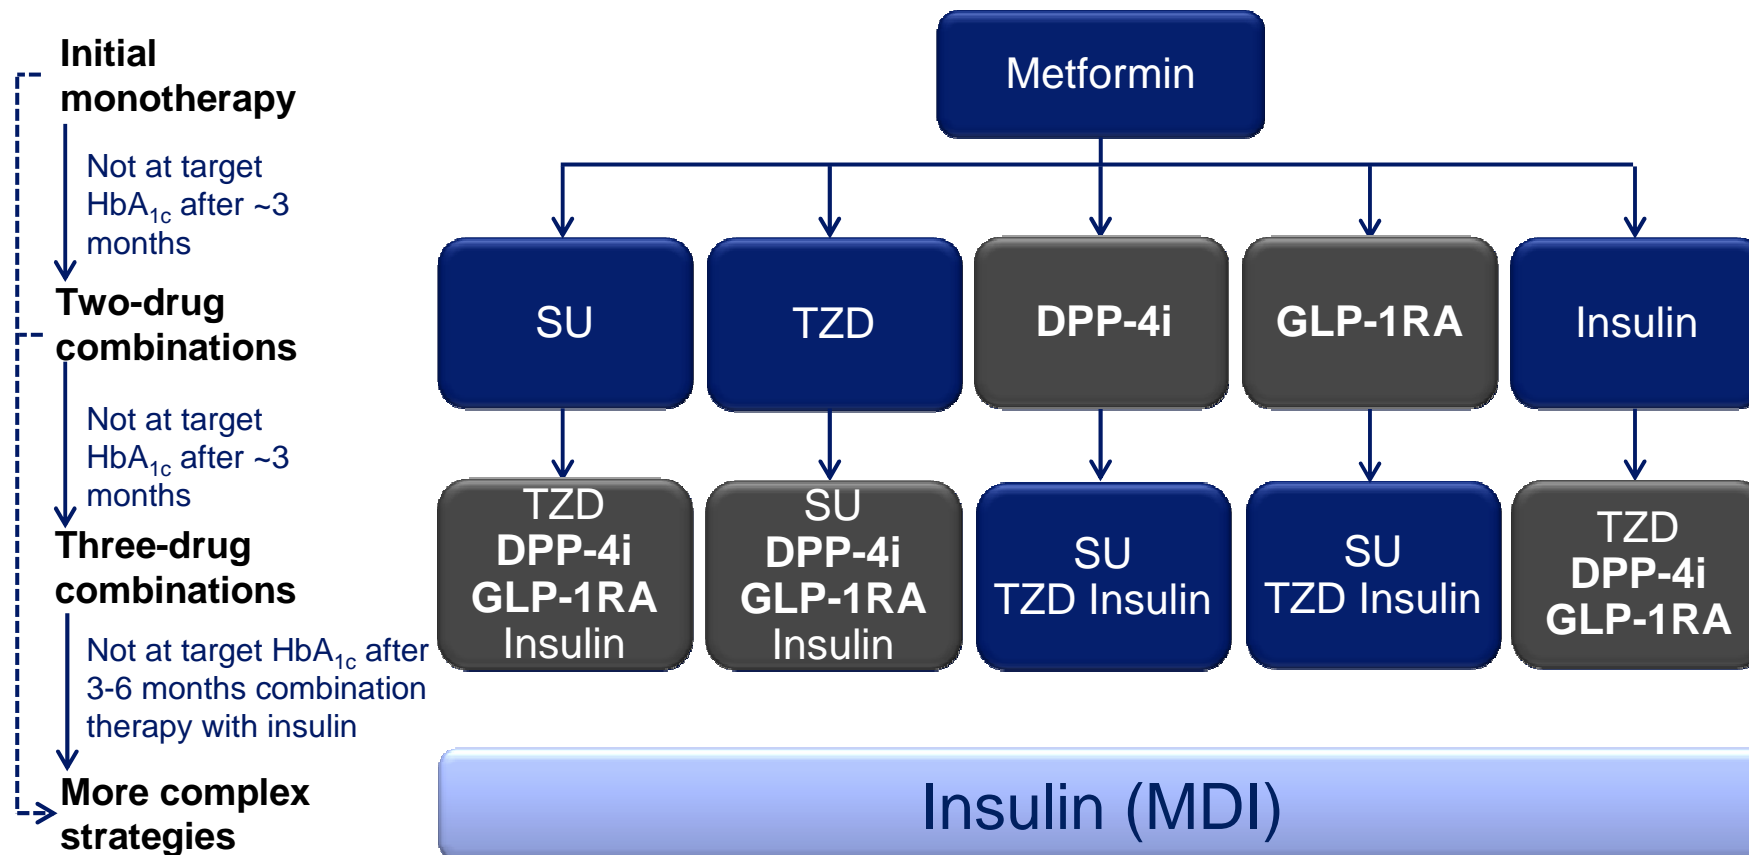 Initial
monotherapy
Metformin
Not at target
HbA1c after ~3
months
Two-drug
combinations
SU
TZD
DPP-4i
GLP-1RA
Insulin
Not at target
HbA1c after ~3
months
Three-drug
combinations
TZD
DPP-4i
GLP-1RA
Insulin
SU
DPP-4i
GLP-1RA
Insulin
SU
TZD Insulin
SU
TZD Insulin
TZD
DPP-4i
GLP-1RA
Not at target HbA1c after
3-6 months combination
therapy with insulin
More complex
strategies
Insulin (MDI)